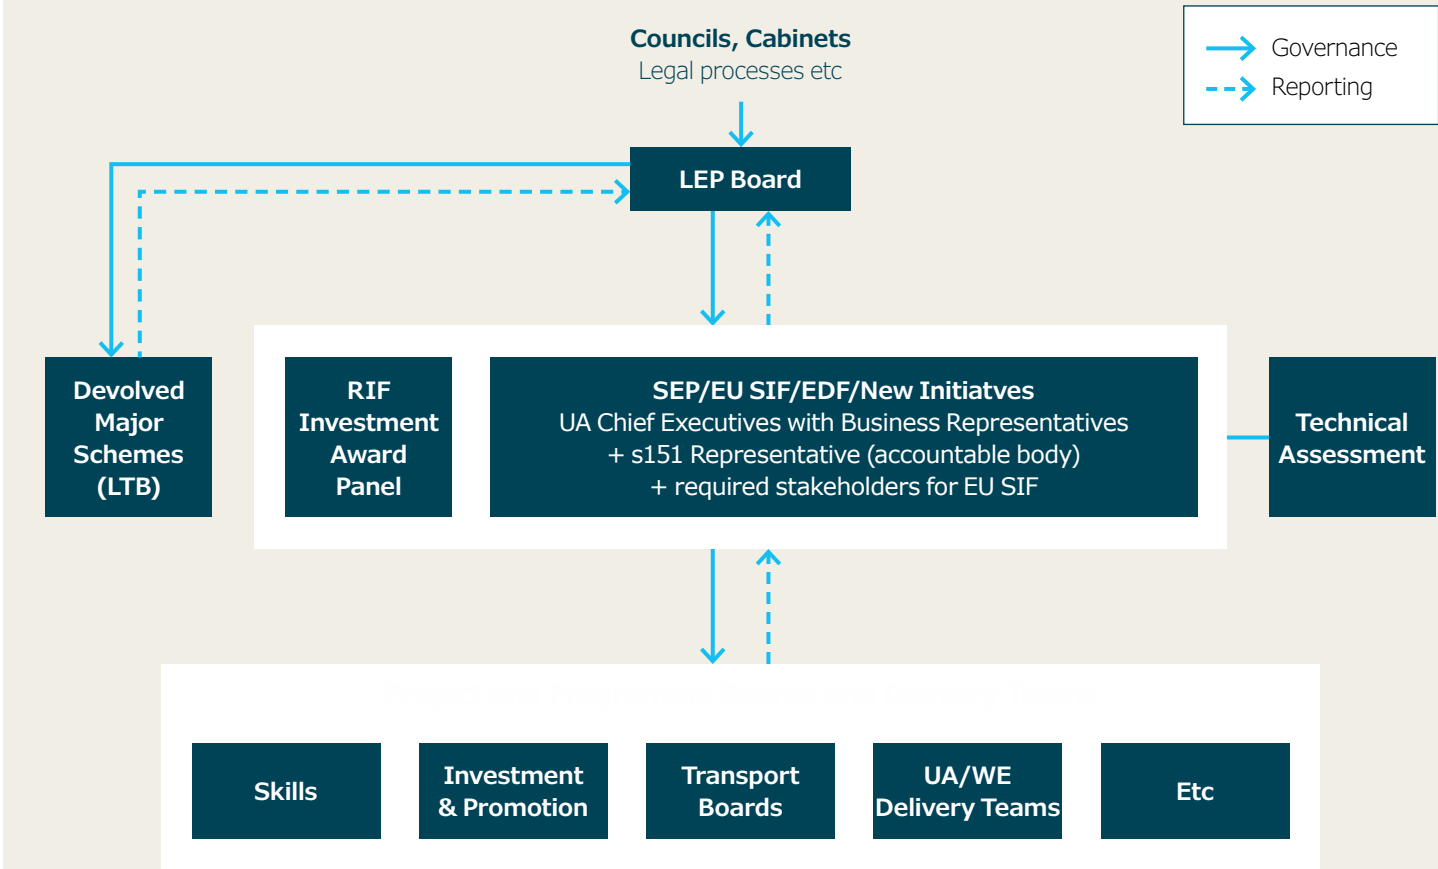 Councils, Cabinets
Legal processes etc
Governance
Reporting
LEP Board
Devolved
Major
Schemes
(LTB)
RIF
Investment
Award
Panel
SEP/EU SIF/EDF/New Initiatves
UA Chief Executives with Business Representatives
+ s151 Representative (accountable body)
+ required stakeholders for EU SIF
Technical
Assessment
Skills
Investment
& Promotion
Transport
Boards
UA/WE
Delivery Teams
Etc